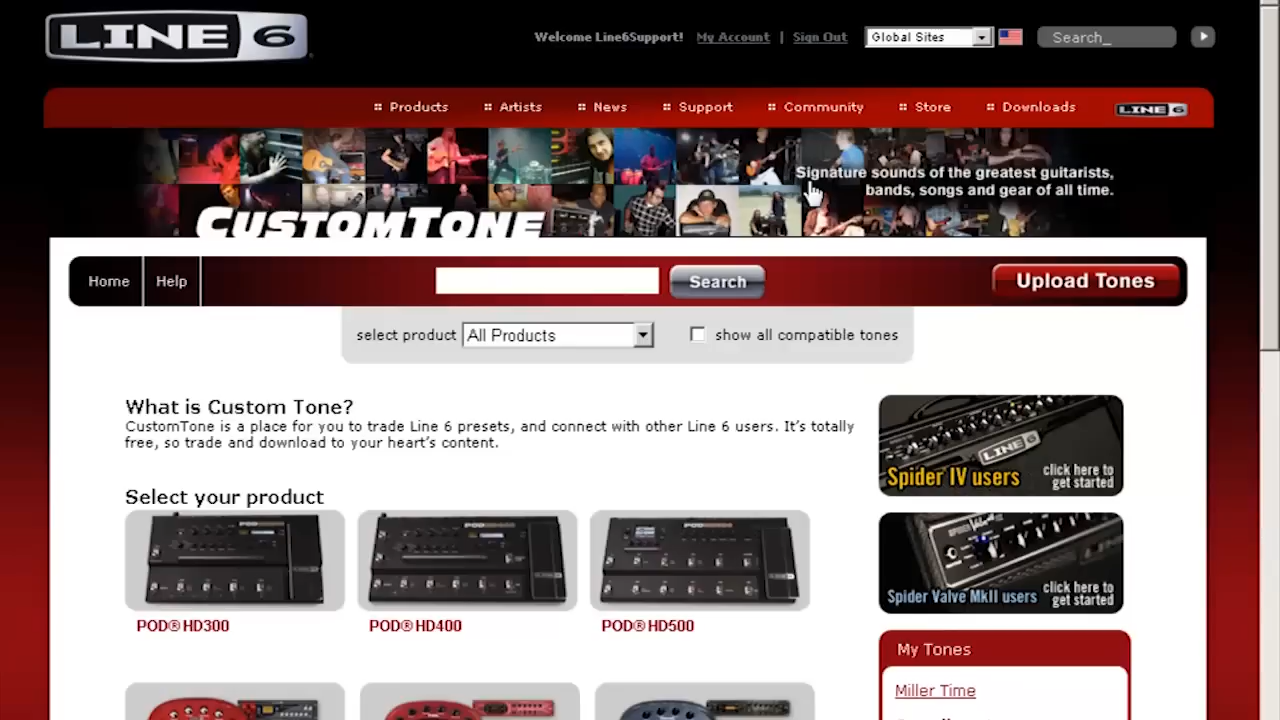 LINE 6
Welcome Line6Support! My Account | Sign Out Global Sites Search_
Products Artists News Support Community Store Downloads LINE 6
Signature sounds of the greatest guitarists,
bands, songs and gear of all time.
CUSTOMTONE
Home Help Search Upload Tones
select product All Products show all compatible tones
What is Custom Tone?
CustomTone is a place for you to trade Line 6 presets, and connect with other Line 6 users. It's totally
free, so trade and download to your heart's content.
LINE 6
Spider IV users click here to
get started
Select your product
POD® HD300 POD® HD400 POD® HD500
Spider Valve MkII users click here to
get started
My Tones
Miller Time